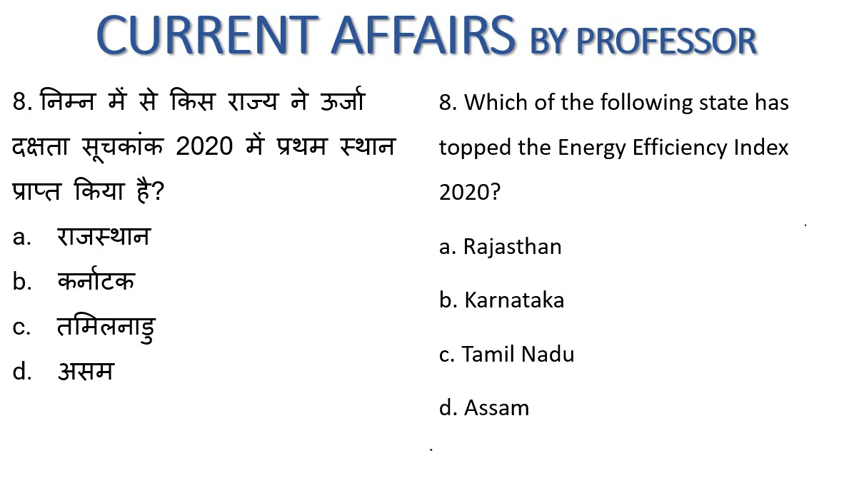 CURRENT AFFAIRS BY PROFESSOR
8. निम्न में से किस राज्य ने ऊर्जा
दक्षता सूचकांक 2020 में प्रथम स्थान
प्राप्त किया है?
a. राजस्थान
b. कर्नाटक
c. तमिलनाडु
d. असम
8. Which of the following state has
topped the Energy Efficiency Index
2020?
a. Rajasthan
b. Karnataka
c. Tamil Nadu
d. Assam